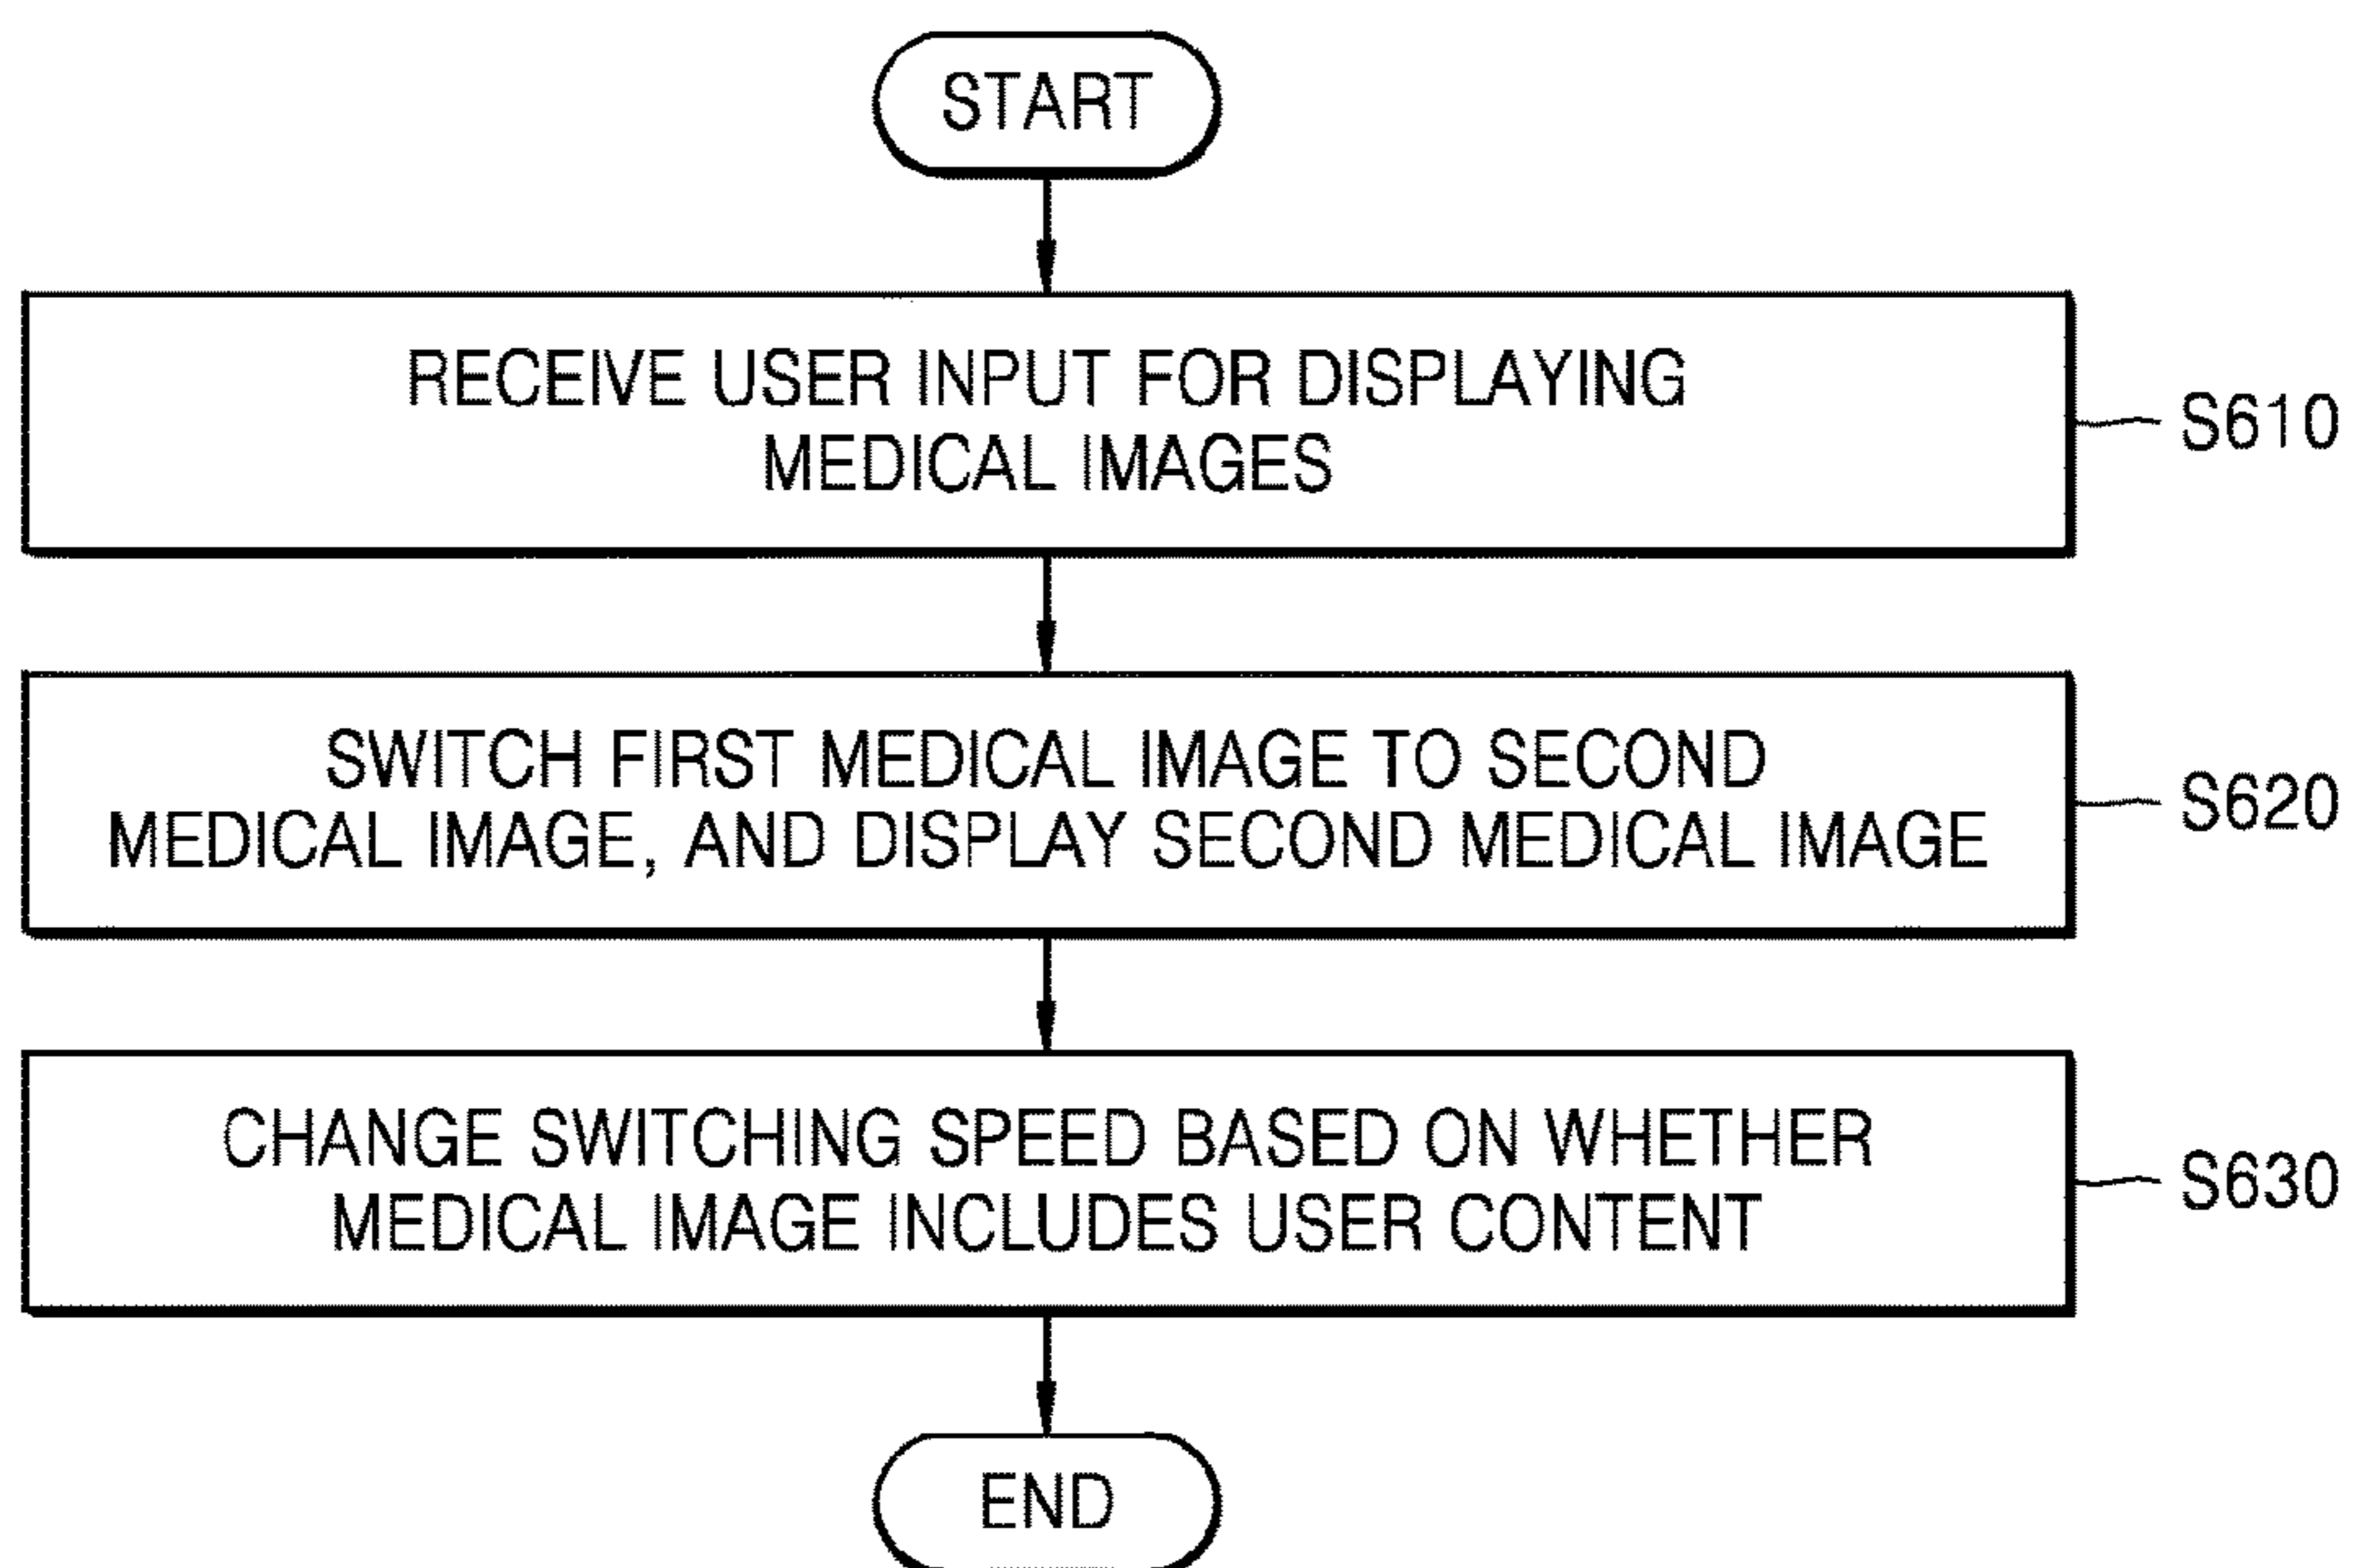 START
RECEIVE USER INPUT FOR DISPLAYING
MEDICAL IMAGES
S610
SWITCH FIRST MEDICAL IMAGE TO SECOND
MEDICAL IMAGE, AND DISPLAY SECOND MEDICAL IMAGE
S620
CHANGE SWITCHING SPEED BASED ON WHETHER
MEDICAL IMAGE INCLUDES USER CONTENT
S630
END